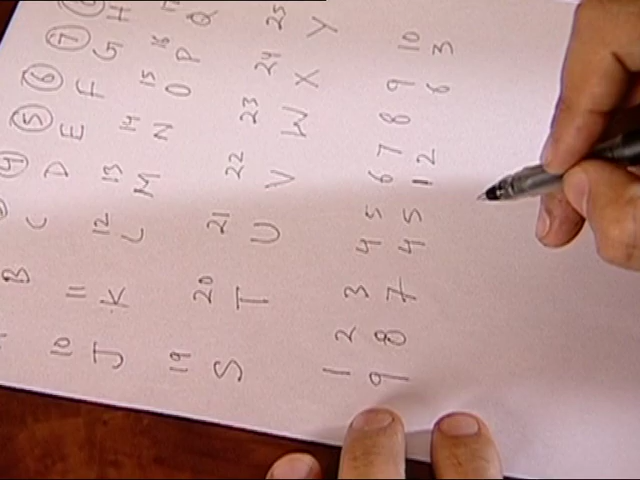 4 5 6 7
B C D E F G H
10 11 12 13 14 15 16
J K L M N O P Q
19 20 21 22 23 24 25
S T U V W X Y
1 2 3 4 5 6 7 8 9 10
9 8 7 4 5 1 2 6 3